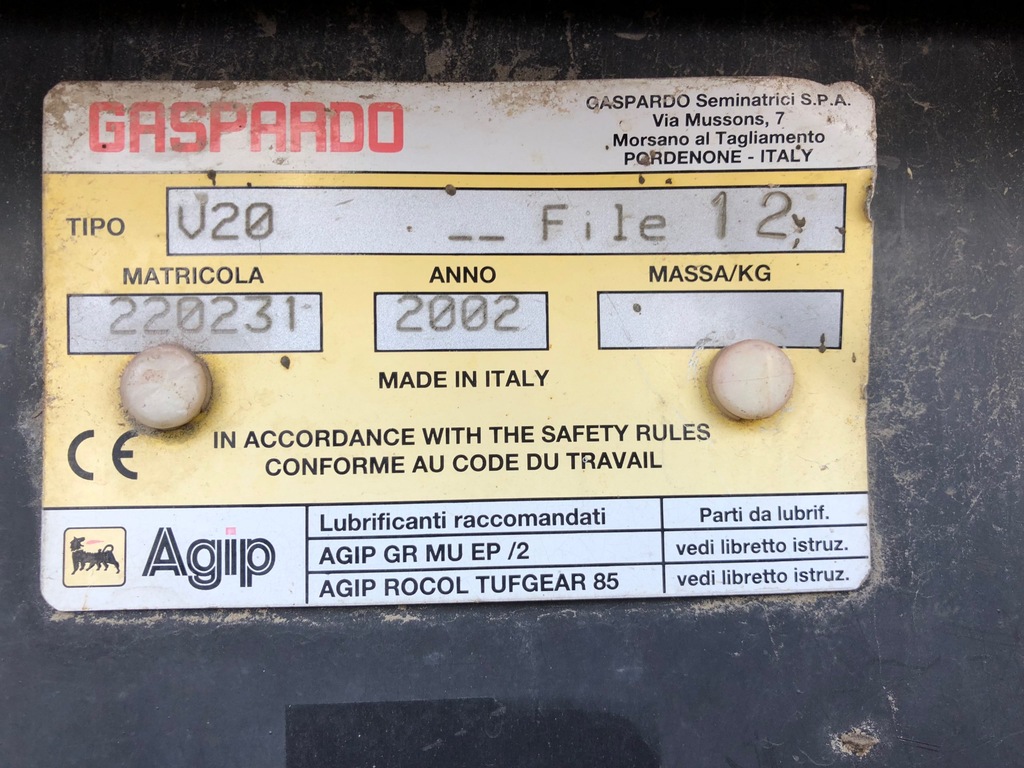 GASPARDO
GASPARDO Seminatrici S.P.A.
Via Mussons, 7
Morsano al Tagliamento
PORDENONE - ITALY
TIPO V20 __ File 12
MATRICOLA ANNO MASSA/KG
220231 2002
MADE IN ITALY
CE IN ACCORDANCE WITH THE SAFETY RULES
CONFORME AU CODE DU TRAVAIL
Agip
Lubrificanti raccomandati Parti da lubrif.
AGIP GR MU EP /2 vedi libretto istruz.
AGIP ROCOL TUFGEAR 85 vedi libretto istruz.